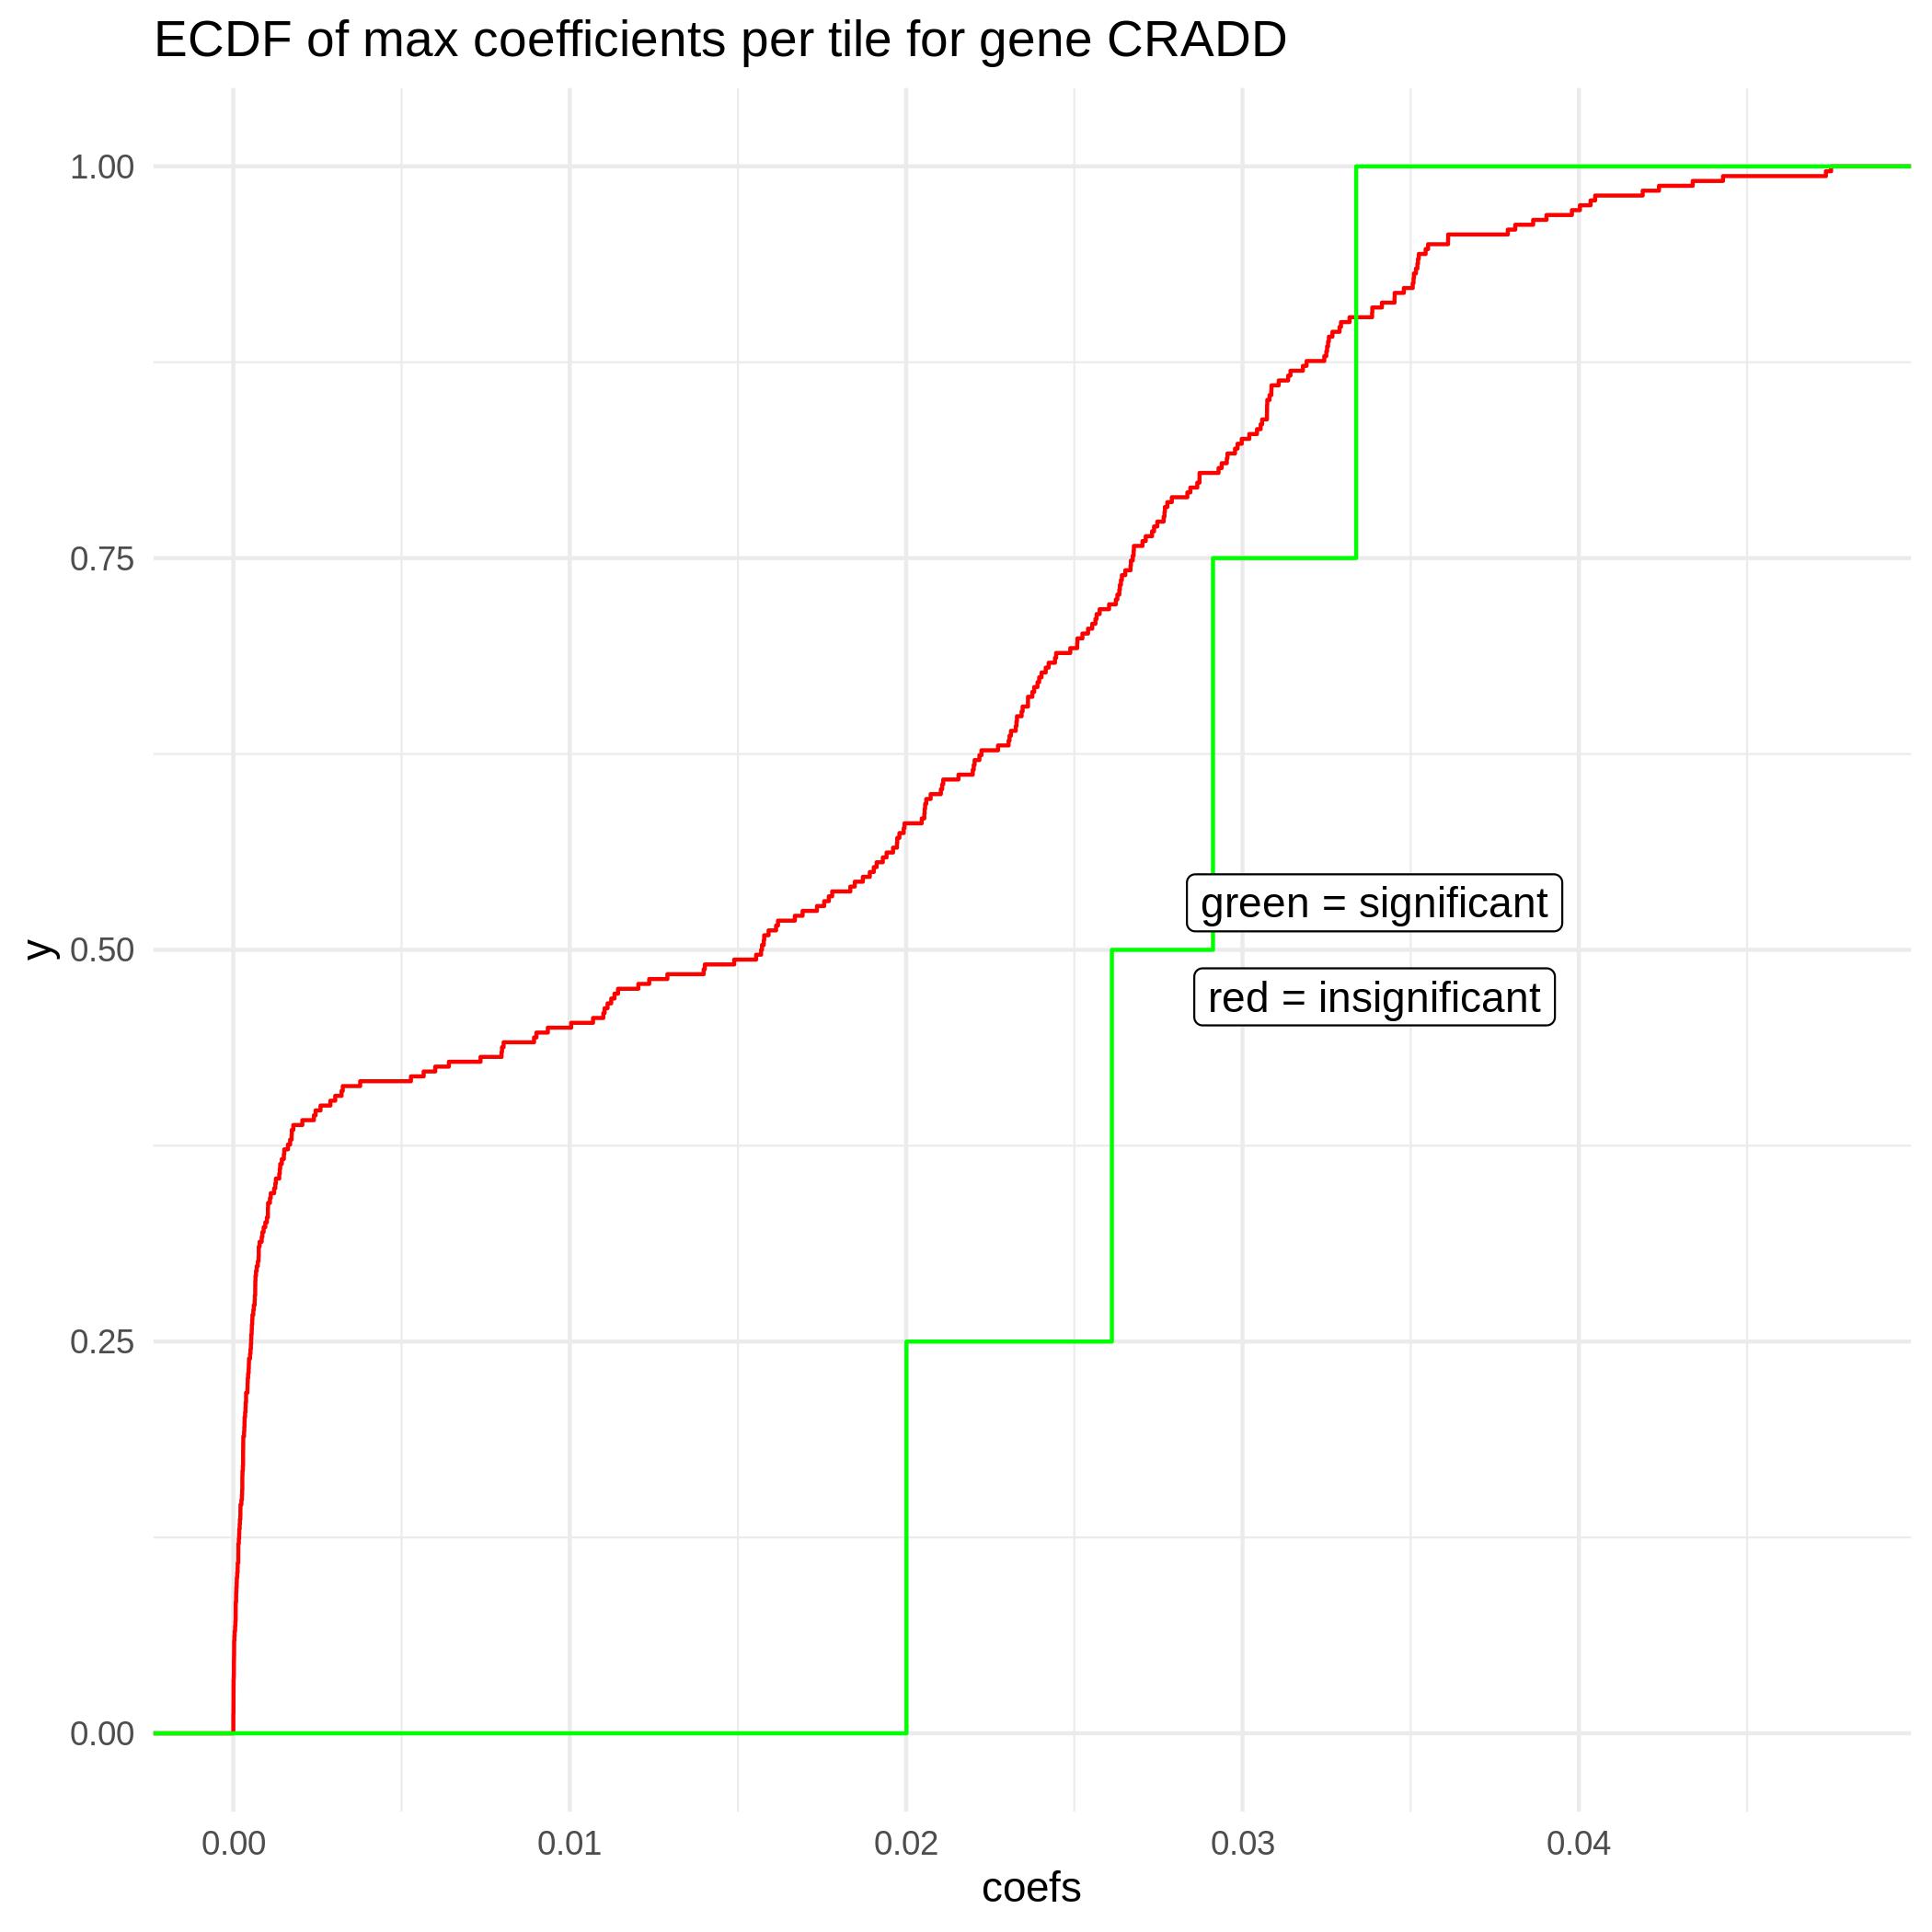 ECDF of max coefficients per tile for gene CRADD
1.00
0.75
0.50
0.25
0.00
y
green = significant
red = insignificant
0.00 0.01 0.02 0.03 0.04
coefs